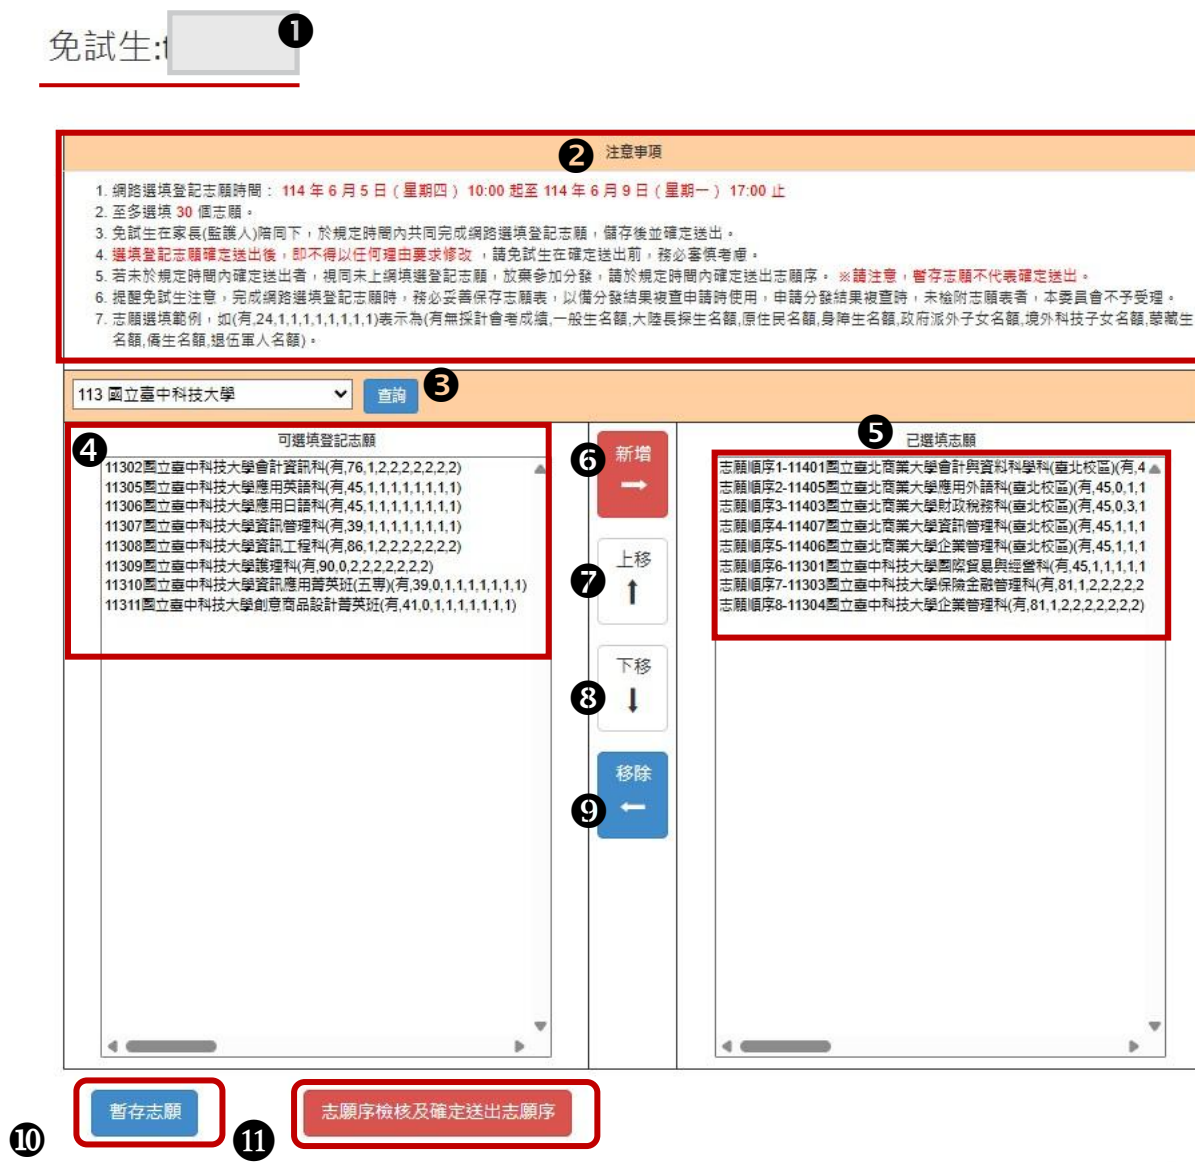 免試生:t
❶
❷ 注意事項
1. 網路選填登記志願時間： 114 年 6 月 5 日（星期四） 10:00 起至 114 年 6 月 9 日（星期一） 17:00 止
2. 至多選填 30 個志願。
3. 免試生在家長(監護人)陪同下，於規定時間內共同完成網路選填登記志願，儲存後並確定送出。
4. 選填登記志願確定送出後，即不得以任何理由要求修改 ，請免試生在確定送出前，務必審慎考慮。
5. 若未於規定時間內確定送出者，視同未上網填選登記志願，放棄參加分發，請於規定時間內確定送出志願序。 ※請注意，暫存志願不代表確定送出。
6. 提醒免試生注意，完成網路選填登記志願時，務必妥善保存志願表，以備分發結果複查申請時使用，申請分發結果複查時，未檢附志願表者，本委員會不予受理。
7. 志願選填範例，如(有,24,1,1,1,1,1,1,1,1)表示為(有無採計會考成績,一般生名額,大陸長探生名額,原住民名額,身障生名額,政府派外子女名額,境外科技子女名額,蒙藏生
名額,僑生名額,退伍軍人名額)。
113 國立臺中科技大學 查詢 ❸
❹ 可選填登記志願
11302國立臺中科技大學會計資訊科(有,76,1,2,2,2,2,2,2,2)
11305國立臺中科技大學應用英語科(有,45,1,1,1,1,1,1,1,1)
11306國立臺中科技大學應用日語科(有,45,1,1,1,1,1,1,1,1)
11307國立臺中科技大學資訊管理科(有,39,1,1,1,1,1,1,1,1)
11308國立臺中科技大學資訊工程科(有,86,1,2,2,2,2,2,2,2)
11309國立臺中科技大學護理科(有,90,0,2,2,2,2,2,2,2)
11310國立臺中科技大學資訊應用菁英班(五專)(有,39,0,1,1,1,1,1,1,1)
11311國立臺中科技大學創意商品設計菁英班(有,41,0,1,1,1,1,1,1,1)
❻ 新增
❼ 上移
❽ 下移
❾ 移除
❺ 已選填志願
志願順序1-11401國立臺北商業大學會計與資料科學科(臺北校區)(有,4
志願順序2-11405國立臺北商業大學應用外語科(臺北校區)(有,45,0,1,1
志願順序3-11403國立臺北商業大學財政稅務科(臺北校區)(有,45,0,3,1
志願順序4-11407國立臺北商業大學資訊管理科(臺北校區)(有,45,1,1,1
志願順序5-11406國立臺北商業大學企業管理科(臺北校區)(有,45,1,1,1
志願順序6-11301國立臺中科技大學國際貿易與經營科(有,45,1,1,1,1,1
志願順序7-11303國立臺中科技大學保險金融管理科(有,81,1,2,2,2,2,2
志願順序8-11304國立臺中科技大學企業管理科(有,81,1,2,2,2,2,2,2,2)
❿ 暫存志願
⓫ 志願序檢核及確定送出志願序